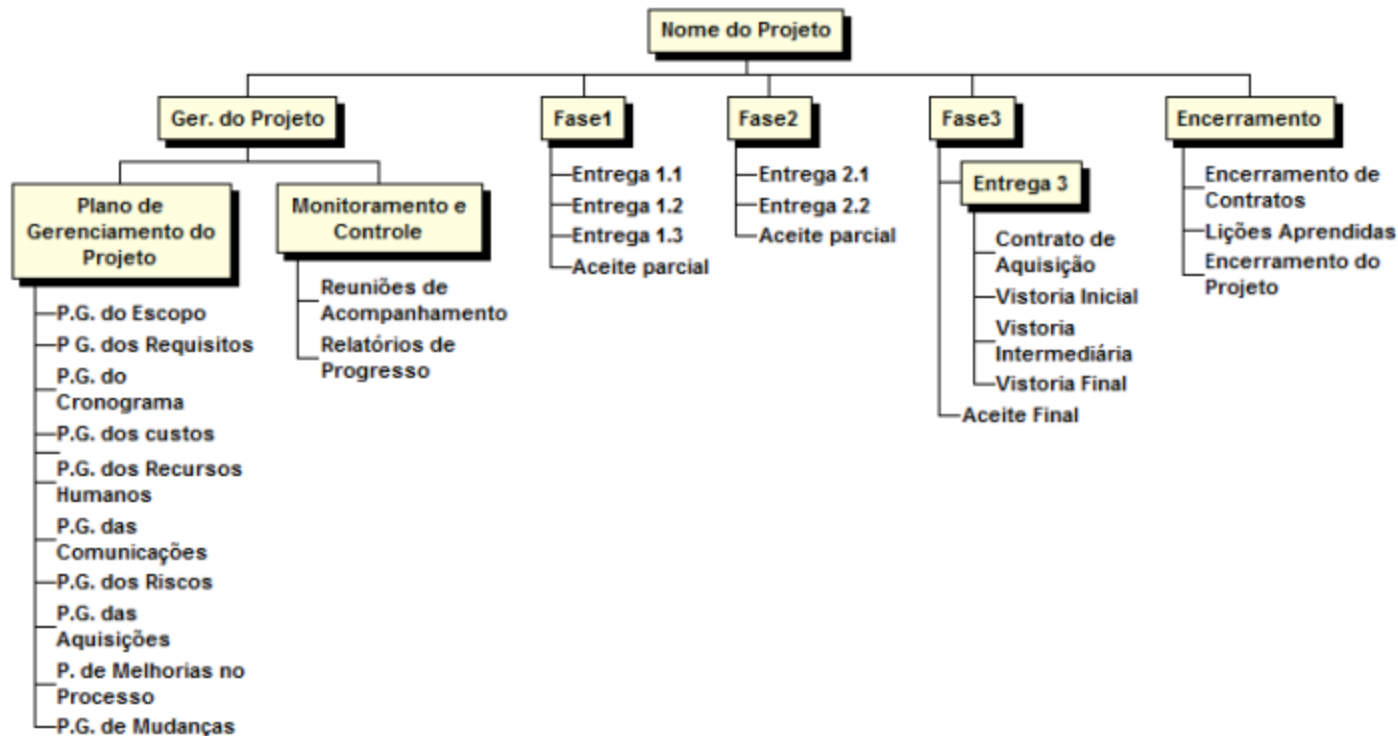 Nome do Projeto
Ger. do Projeto
Fase1
Fase2
Fase3
Encerramento
Plano de
Gerenciamento do
Projeto
P.G. do Escopo
P G. dos Requisitos
P.G. do
Cronograma
P.G. dos custos
P.G. dos Recursos
Humanos
P.G. das
Comunicações
P.G. dos Riscos
P.G. das
Aquisições
P. de Melhorias no
Processo
P.G. de Mudanças
Monitoramento e
Controle
Reuniões de
Acompanhamento
Relatórios de
Progresso
Entrega 1.1
Entrega 1.2
Entrega 1.3
Aceite parcial
Entrega 2.1
Entrega 2.2
Aceite parcial
Entrega 3
Contrato de
Aquisição
Vistoria Inicial
Vistoria
Intermediária
Vistoria Final
Aceite Final
Encerramento de
Contratos
Lições Aprendidas
Encerramento do
Projeto